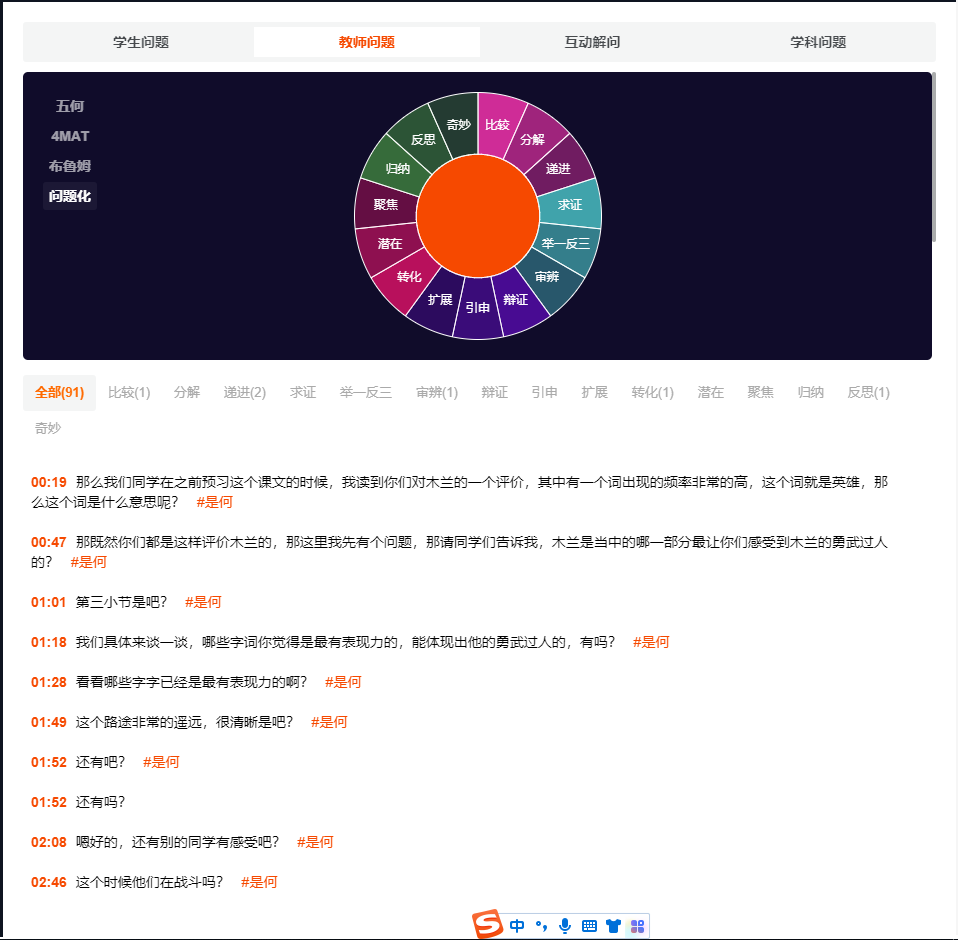 学生问题 教师问题 互动解问 学科问题
五何
4MAT
布鲁姆
问题化
比较
分解
递进
求证
举一反三
审辨
辩证
引申
扩展
转化
潜在
聚焦
归纳
反思
奇妙
全部(91) 比较(1) 分解 递进(2) 求证 举一反三 审辨(1) 辩证 引申 扩展 转化(1) 潜在 聚焦 归纳 反思(1)
奇妙
00:19 那么我们同学在之前预习这个课文的时候，我读到你们对木兰的一个评价，其中有一个词出现的频率非常的高，这个词就是英雄，那
么这个词是什么意思呢？ #是何
00:47 那既然你们都是这样评价木兰的，那这里我先有个问题，那请同学们告诉我，木兰是当中的哪一部分最让你们感受到木兰的勇武过人
的？ #是何
01:01 第三小节是吧？ #是何
01:18 我们具体来谈一谈，哪些字词你觉得是最有表现力的，能体现出他的勇武过人的，有吗？ #是何
01:28 看看哪些字字已经是最有表现力的啊？ #是何
01:49 这个路途非常的遥远，很清晰是吧？ #是何
01:52 还有吧？ #是何
01:52 还有吗？
02:08 嗯好的，还有别的同学有感受吧？ #是何
02:46 这个时候他们在战斗吗？ #是何
S 中